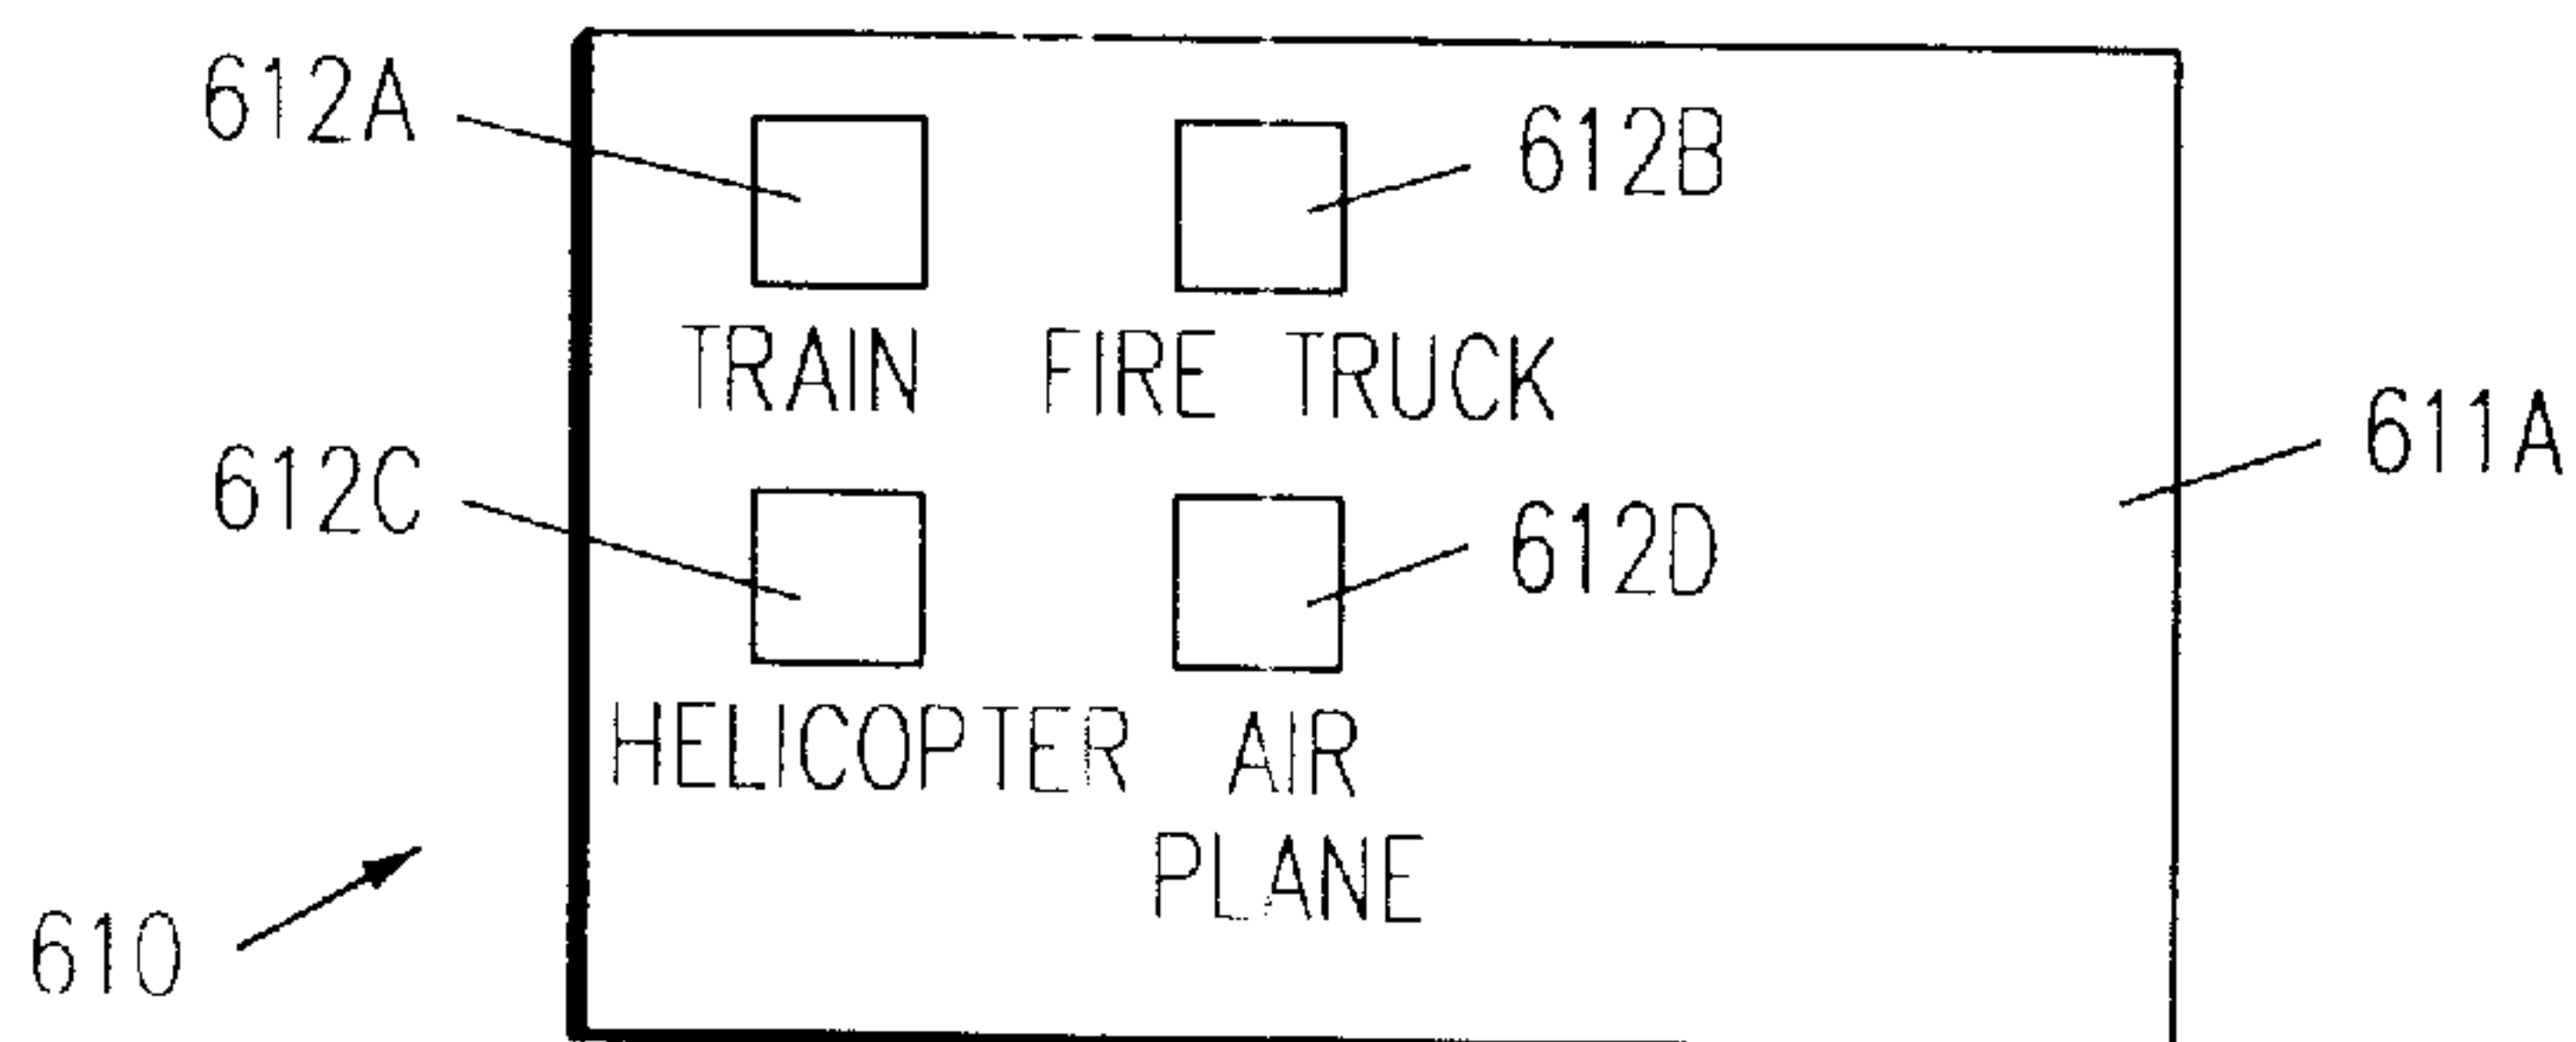 612A
612B
TRAIN FIRE TRUCK
611A
612C
612D
HELICOPTER AIR
PLANE
610